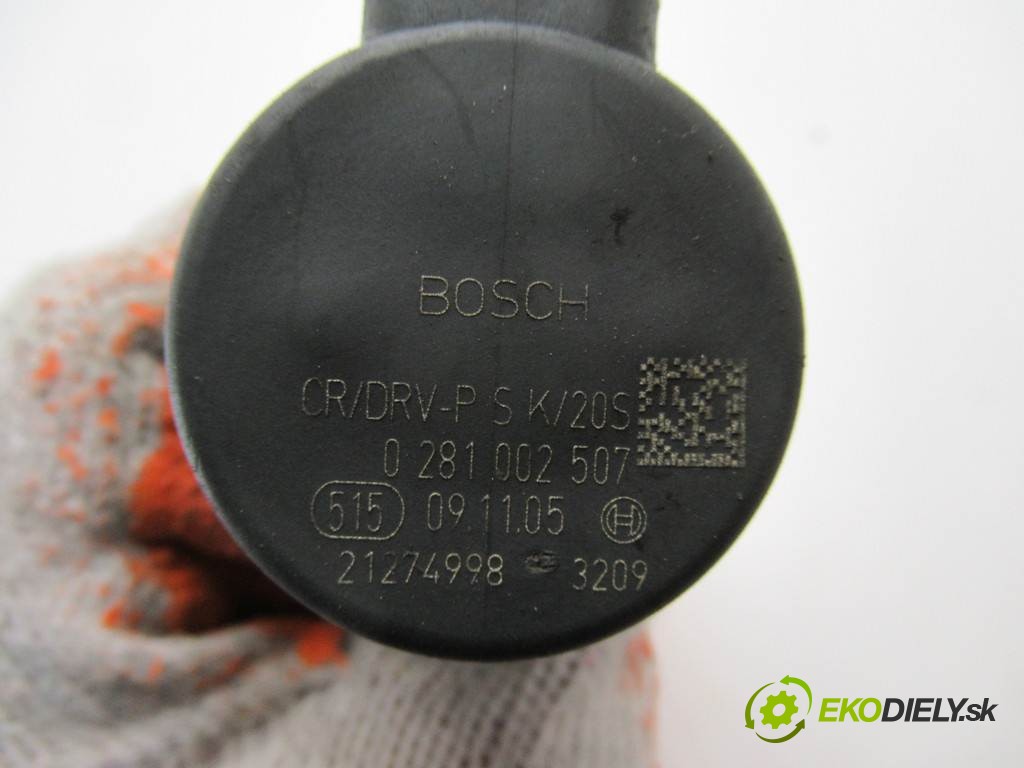 BOSCH
CR/DRV-P S K/20S
0 281 002 507
515 09.11.05 H
21274998 3209
EKODIELY.sk